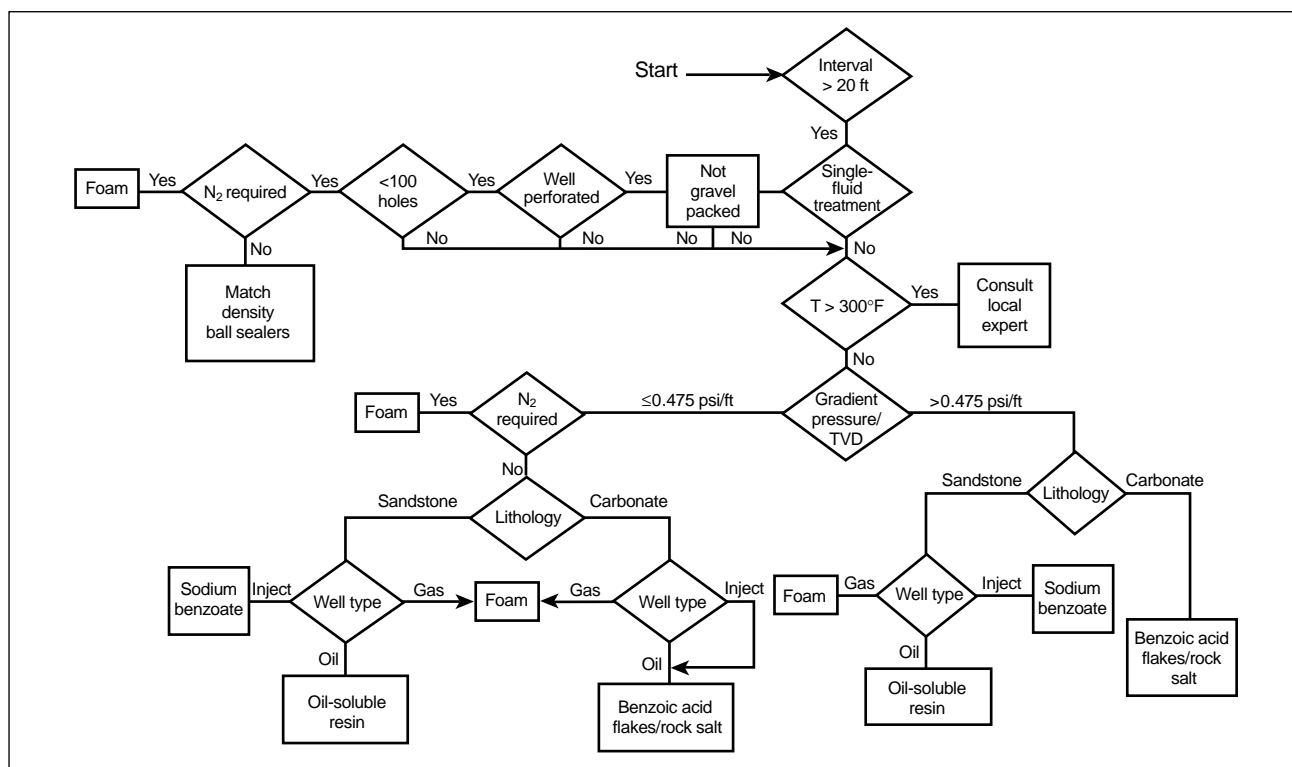 Start
Interval
> 20 ft
Yes
Foam
Yes
N₂ required
Yes
<100
holes
Yes
Well
perforated
Yes
Not
gravel
packed
Single-
fluid
treatment
No
No
No
No
No
No
Match
density
ball sealers
T > 300°F
Yes
Consult
local
expert
No
Foam
Yes
N₂
required
≤0.475 psi/ft
Gradient
pressure/
TVD
>0.475 psi/ft
No
Sandstone
Lithology
Carbonate
Sandstone
Lithology
Carbonate
Sodium
benzoate
Inject
Well type
Gas
Foam
Gas
Well type
Inject
Foam
Gas
Well type
Inject
Sodium
benzoate
Oil
Oil
Oil
Oil-soluble
resin
Benzoic acid
flakes/rock salt
Oil-soluble
resin
Benzoic acid
flakes/rock
salt